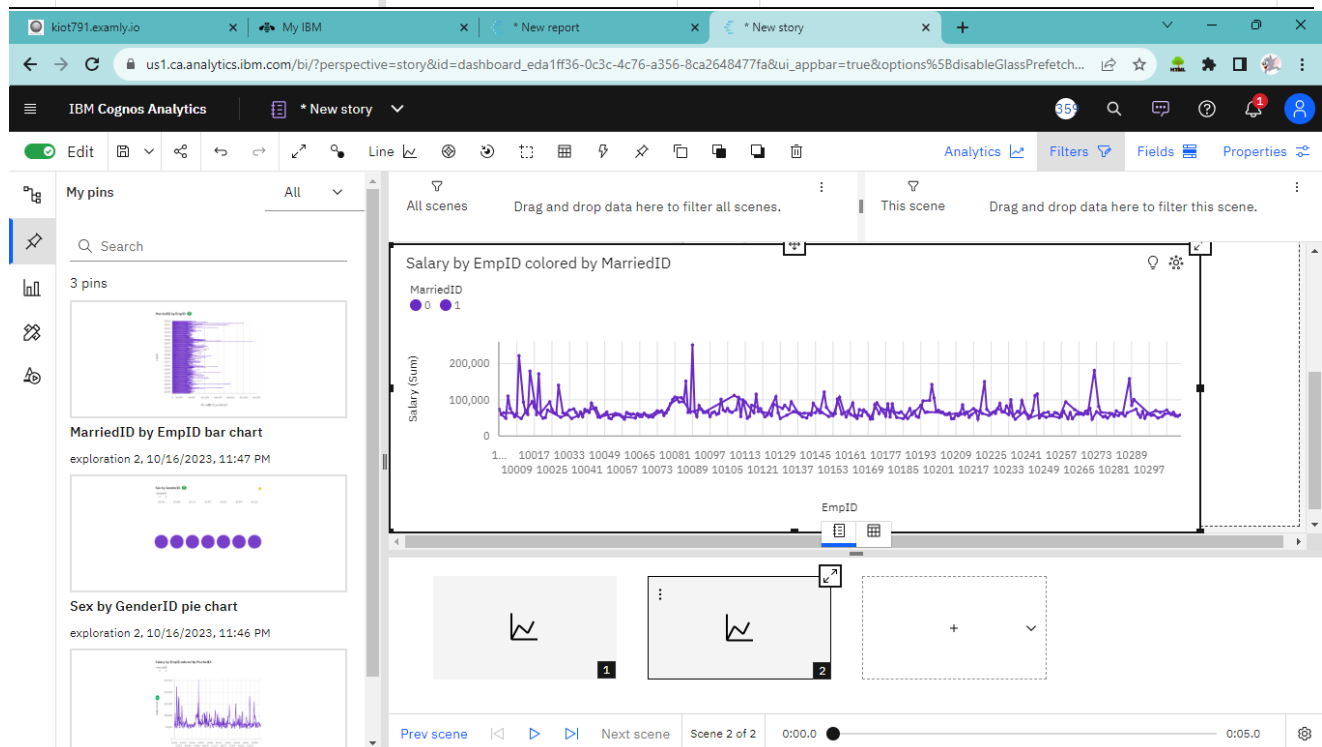 kiot791.examly.io
My IBM
* New report
* New story
us1.ca.analytics.ibm.com/bi/?perspective=story&id=dashboard_eda1ff36-0c3c-4c76-a356-8ca2648477fa&ui_appbar=true&options%5BdisableGlassPrefetch...
IBM Cognos Analytics
* New story
359
1
Edit
Line
Analytics
Filters
Fields
Properties
My pins
All
Search
3 pins
MarriedID by EmpID bar chart
exploration 2, 10/16/2023, 11:47 PM
Sex by GenderID pie chart
exploration 2, 10/16/2023, 11:46 PM
All scenes
Drag and drop data here to filter all scenes.
This scene
Drag and drop data here to filter this scene.
Salary by EmpID colored by MarriedID
MarriedID
0 1
Salary (Sum)
200,000
100,000
0
1... 10017 10033 10049 10065 10081 10097 10113 10129 10145 10161 10177 10193 10209 10225 10241 10257 10273 10289
10009 10025 10041 10057 10073 10089 10105 10121 10137 10153 10169 10185 10201 10217 10233 10249 10265 10281 10297
EmpID
1
2
+
Prev scene
Next scene
Scene 2 of 2
0:00.0
0:05.0